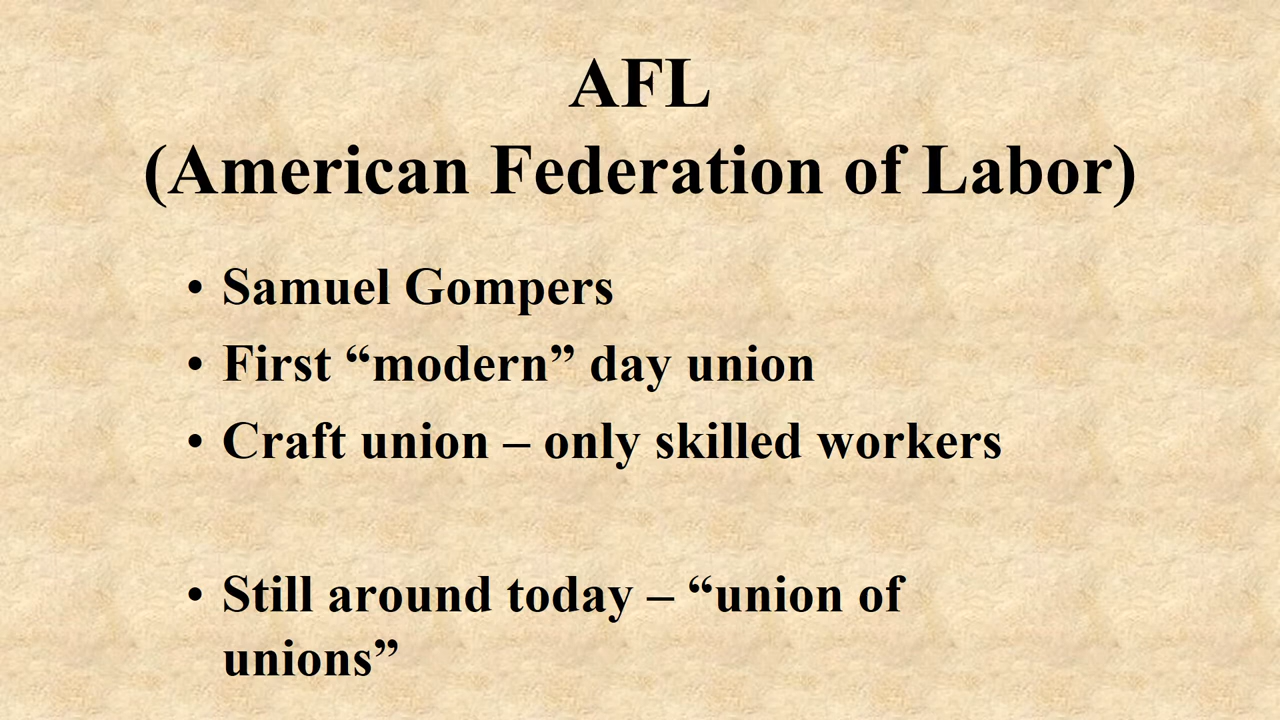 AFL
(American Federation of Labor)
• Samuel Gompers
• First “modern” day union
• Craft union – only skilled workers
• Still around today – “union of
unions”